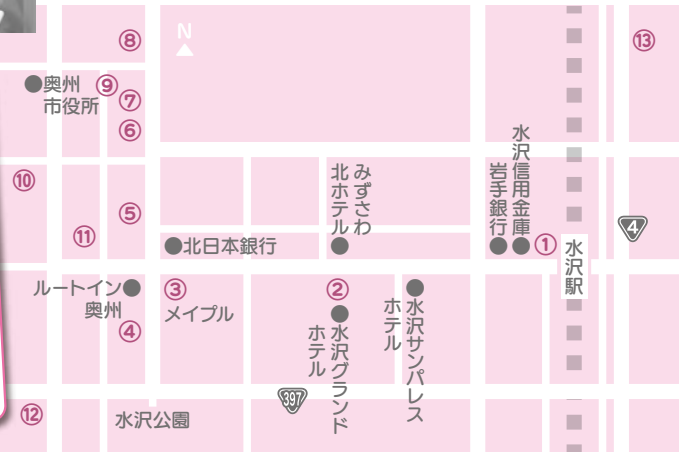 ⑧
N
⑬
奥州
市役所
⑨
⑦
⑥
⑩
⑪
⑤
北日本銀行
みずさわ
北ホテル
水沢信用金庫
岩手銀行
①
水沢駅
4
ルートイン
奥州
④
③
メイプル
②
水沢グランド
ホテル
水沢サンパレス
ホテル
397
⑫
水沢公園